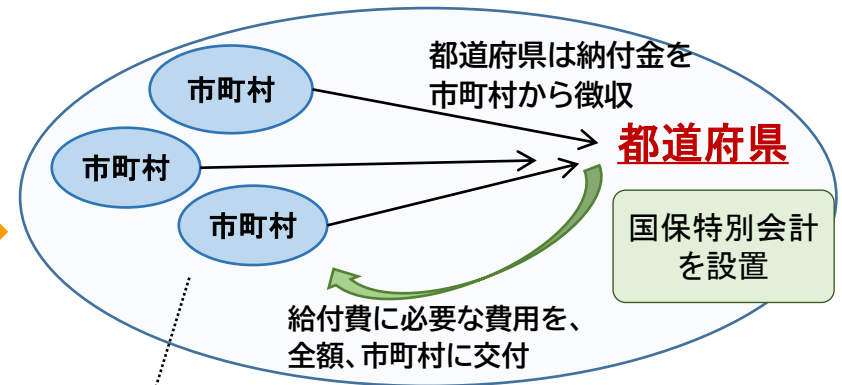 都道府県は納付金を
市町村から徴収
市町村
市町村
市町村
都道府県
国保特別会計
を設置
給付費に必要な費用を、
全額、市町村に交付